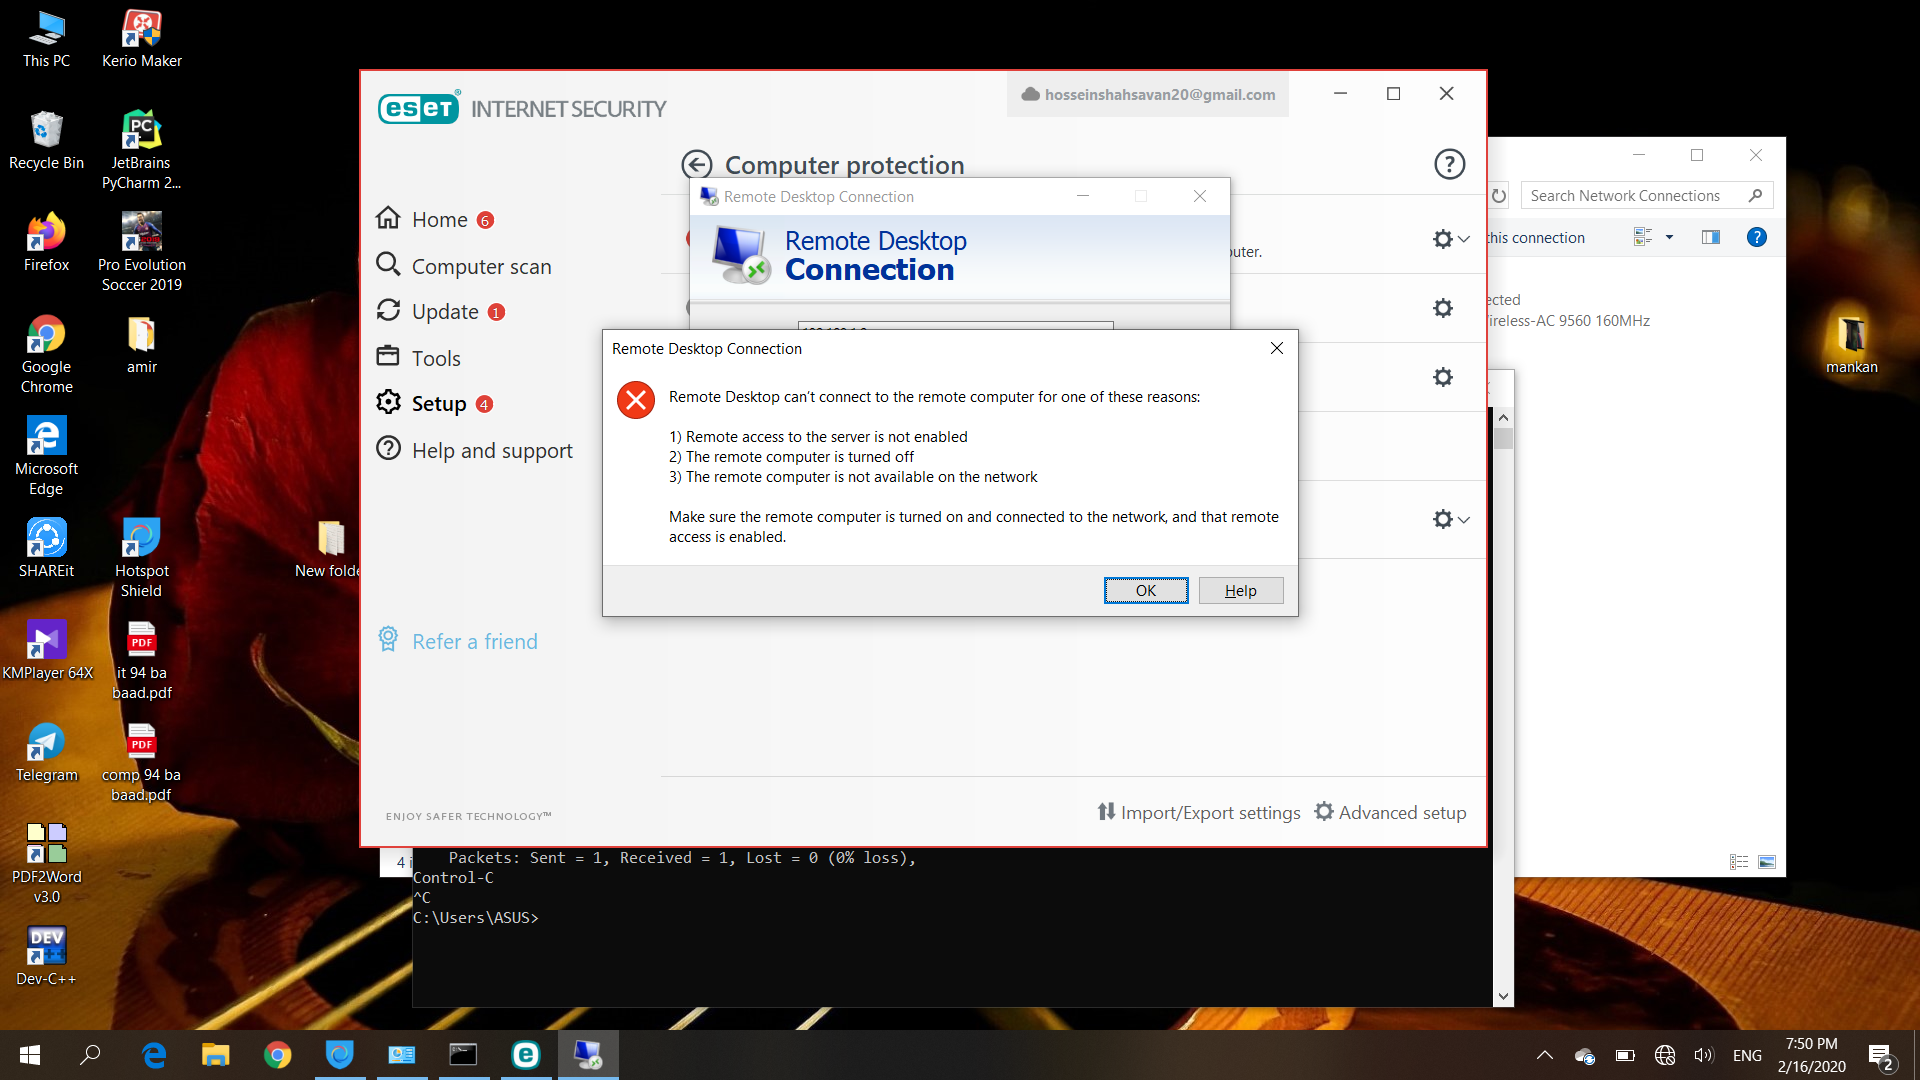 This PC
Kerio Maker
Recycle Bin
JetBrains
PyCharm 2...
Firefox
Pro Evolution
Soccer 2019
Google
Chrome
amir
Microsoft
Edge
SHAREit
Hotspot
Shield
New folde
KMPlayer 64X
it 94 ba
baad.pdf
Telegram
comp 94 ba
baad.pdf
PDF2Word
v3.0
Dev-C++
mankan
eset INTERNET SECURITY
hosseinshahsavan20@gmail.com
Computer protection
Home 6
Computer scan
Update 1
Tools
Setup 4
Help and support
Refer a friend
ENJOY SAFER TECHNOLOGY™
Import/Export settings
Advanced setup
Remote Desktop Connection
Remote Desktop
Connection
Remote Desktop Connection
Remote Desktop can't connect to the remote computer for one of these reasons:
1) Remote access to the server is not enabled
2) The remote computer is turned off
3) The remote computer is not available on the network
Make sure the remote computer is turned on and connected to the network, and that remote
access is enabled.
OK
Help
Search Network Connections
this connection
ected
Wireless-AC 9560 160MHz
4 i
Packets: Sent = 1, Received = 1, Lost = 0 (0% loss),
Control-C
^C
C:\Users\ASUS>
ENG
7:50 PM
2/16/2020
2